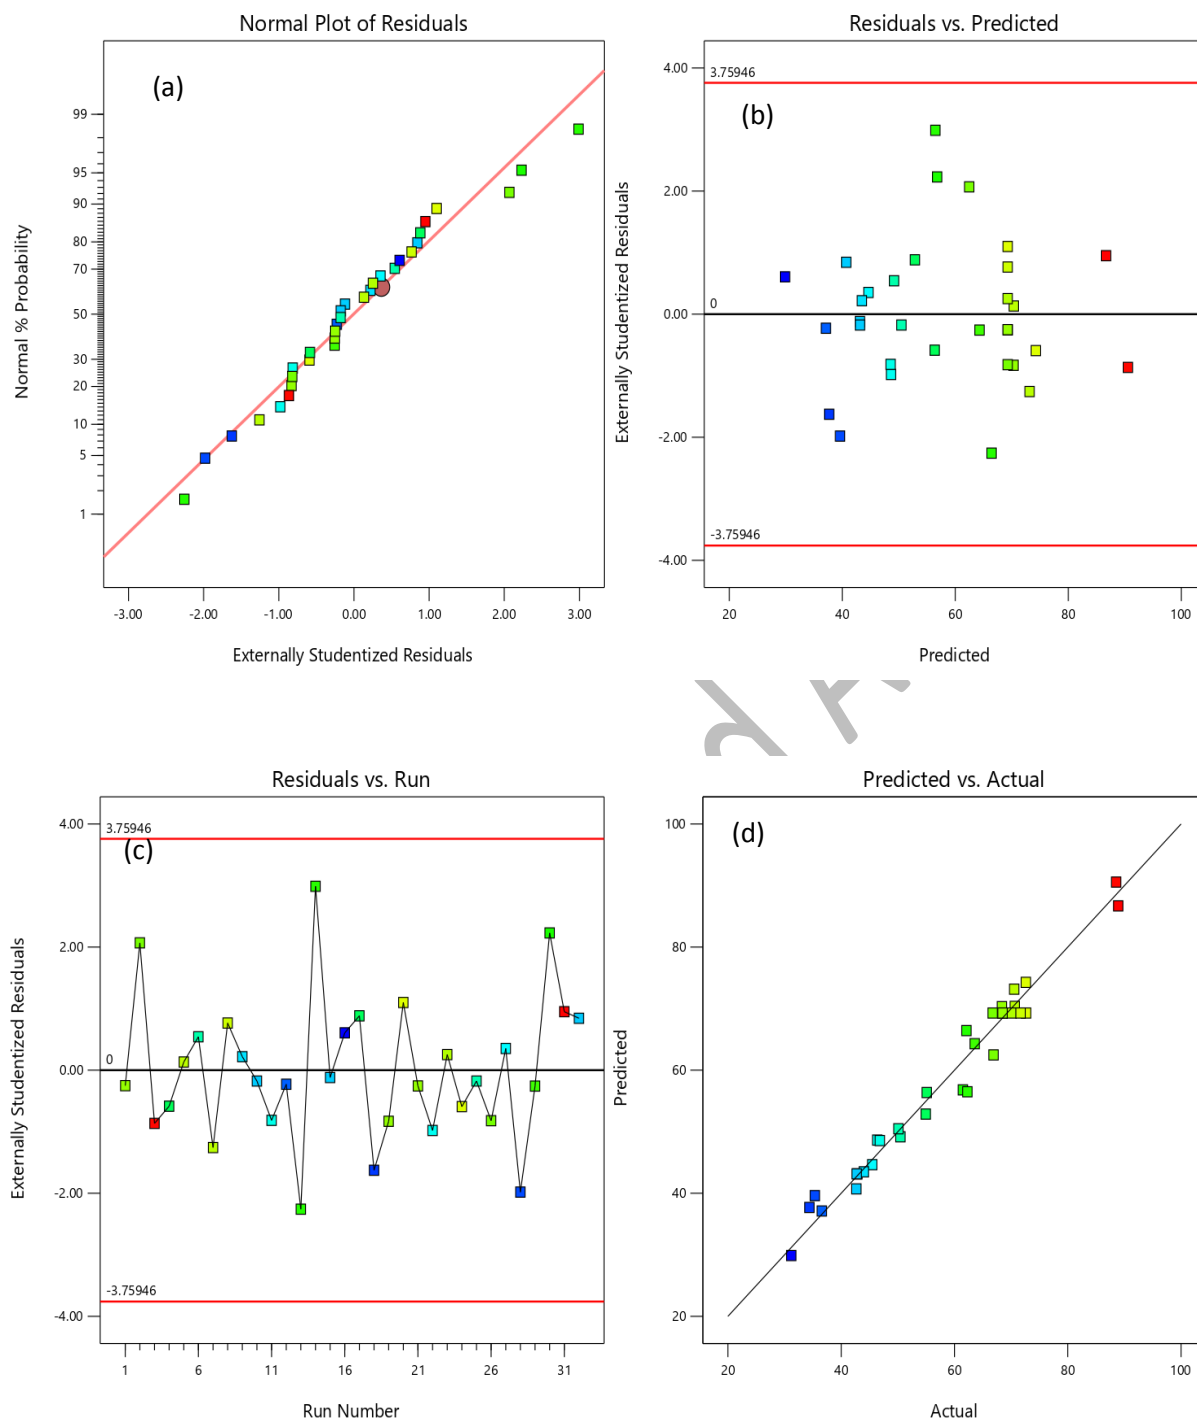 Normal Plot of Residuals
(a)
99
95
90
80
70
50
30
20
10
5
1
Normal % Probability
-3.00 -2.00 -1.00 0.00 1.00 2.00 3.00
Externally Studentized Residuals
Residuals vs. Predicted
(b)
4.00
3.75946
2.00
0.00
0
-2.00
-3.75946
-4.00
Externally Studentized Residuals
20 40 60 80 100
Predicted
Residuals vs. Run
(c)
4.00
3.75946
2.00
0.00
0
-2.00
-3.75946
-4.00
Externally Studentized Residuals
1 6 11 16 21 26 31
Run Number
Predicted vs. Actual
(d)
100
80
60
40
20
Predicted
20 40 60 80 100
Actual